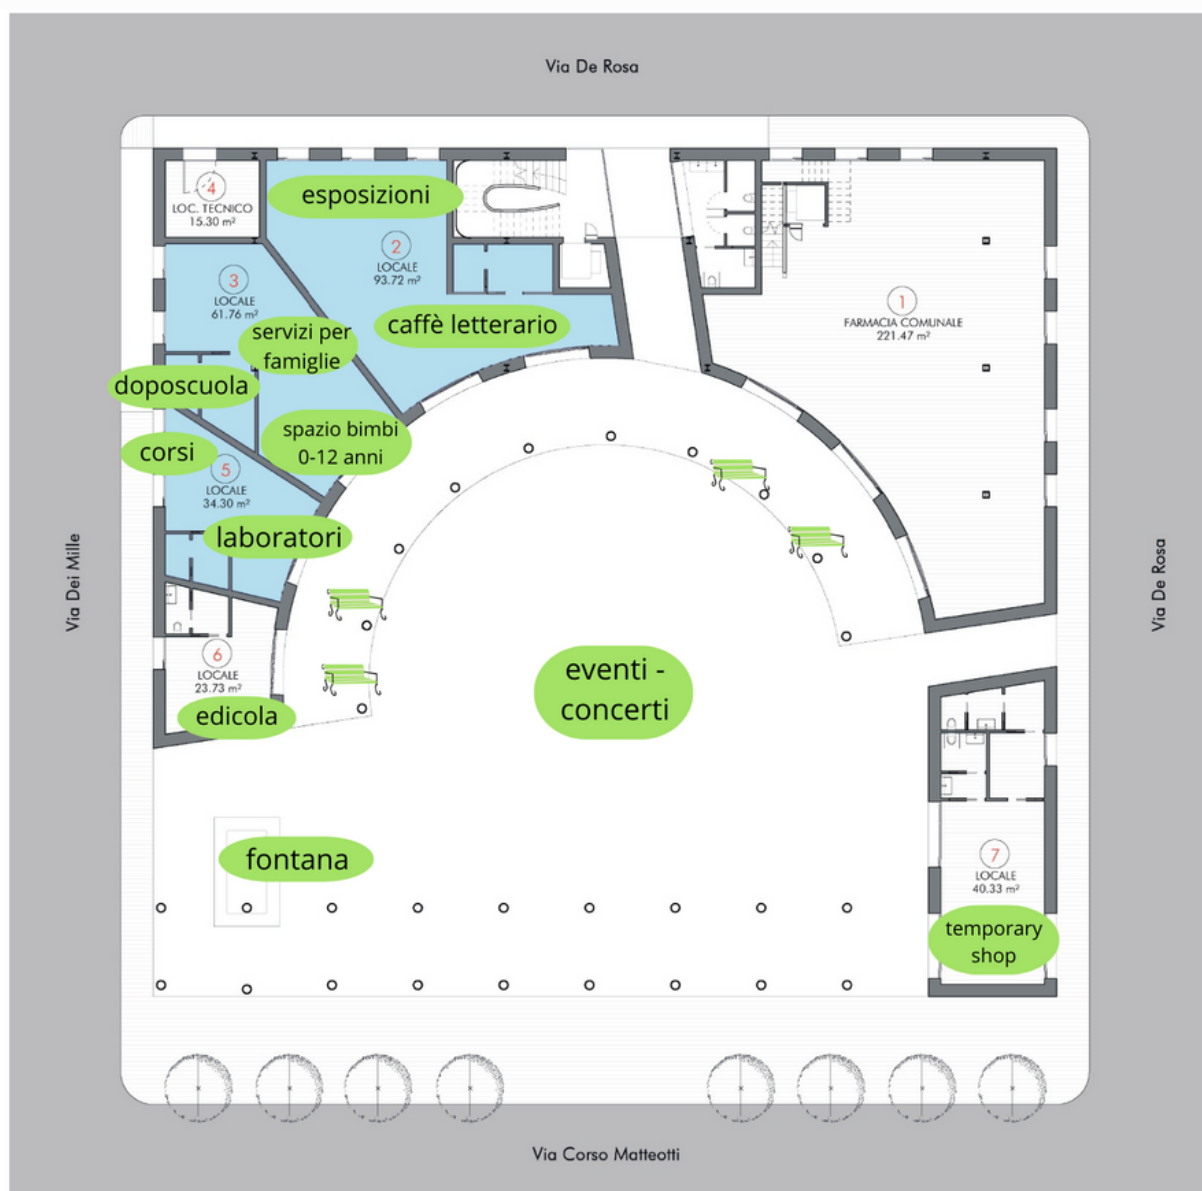 Via De Rosa
4
LOC. TECNICO
15.30 m²
esposizioni
2
LOCALE
93.72 m²
3
LOCALE
61.76 m²
servizi per
famiglie
caffè letterario
1
FARMACIA COMUNALE
221.47 m²
doposcuola
spazio bimbi
0-12 anni
corsi
5
LOCALE
34.30 m²
laboratori
Via Dei Mille
Via De Rosa
6
LOCALE
23.73 m²
edicola
eventi -
concerti
fontana
7
LOCALE
40.33 m²
temporary
shop
Via Corso Matteotti